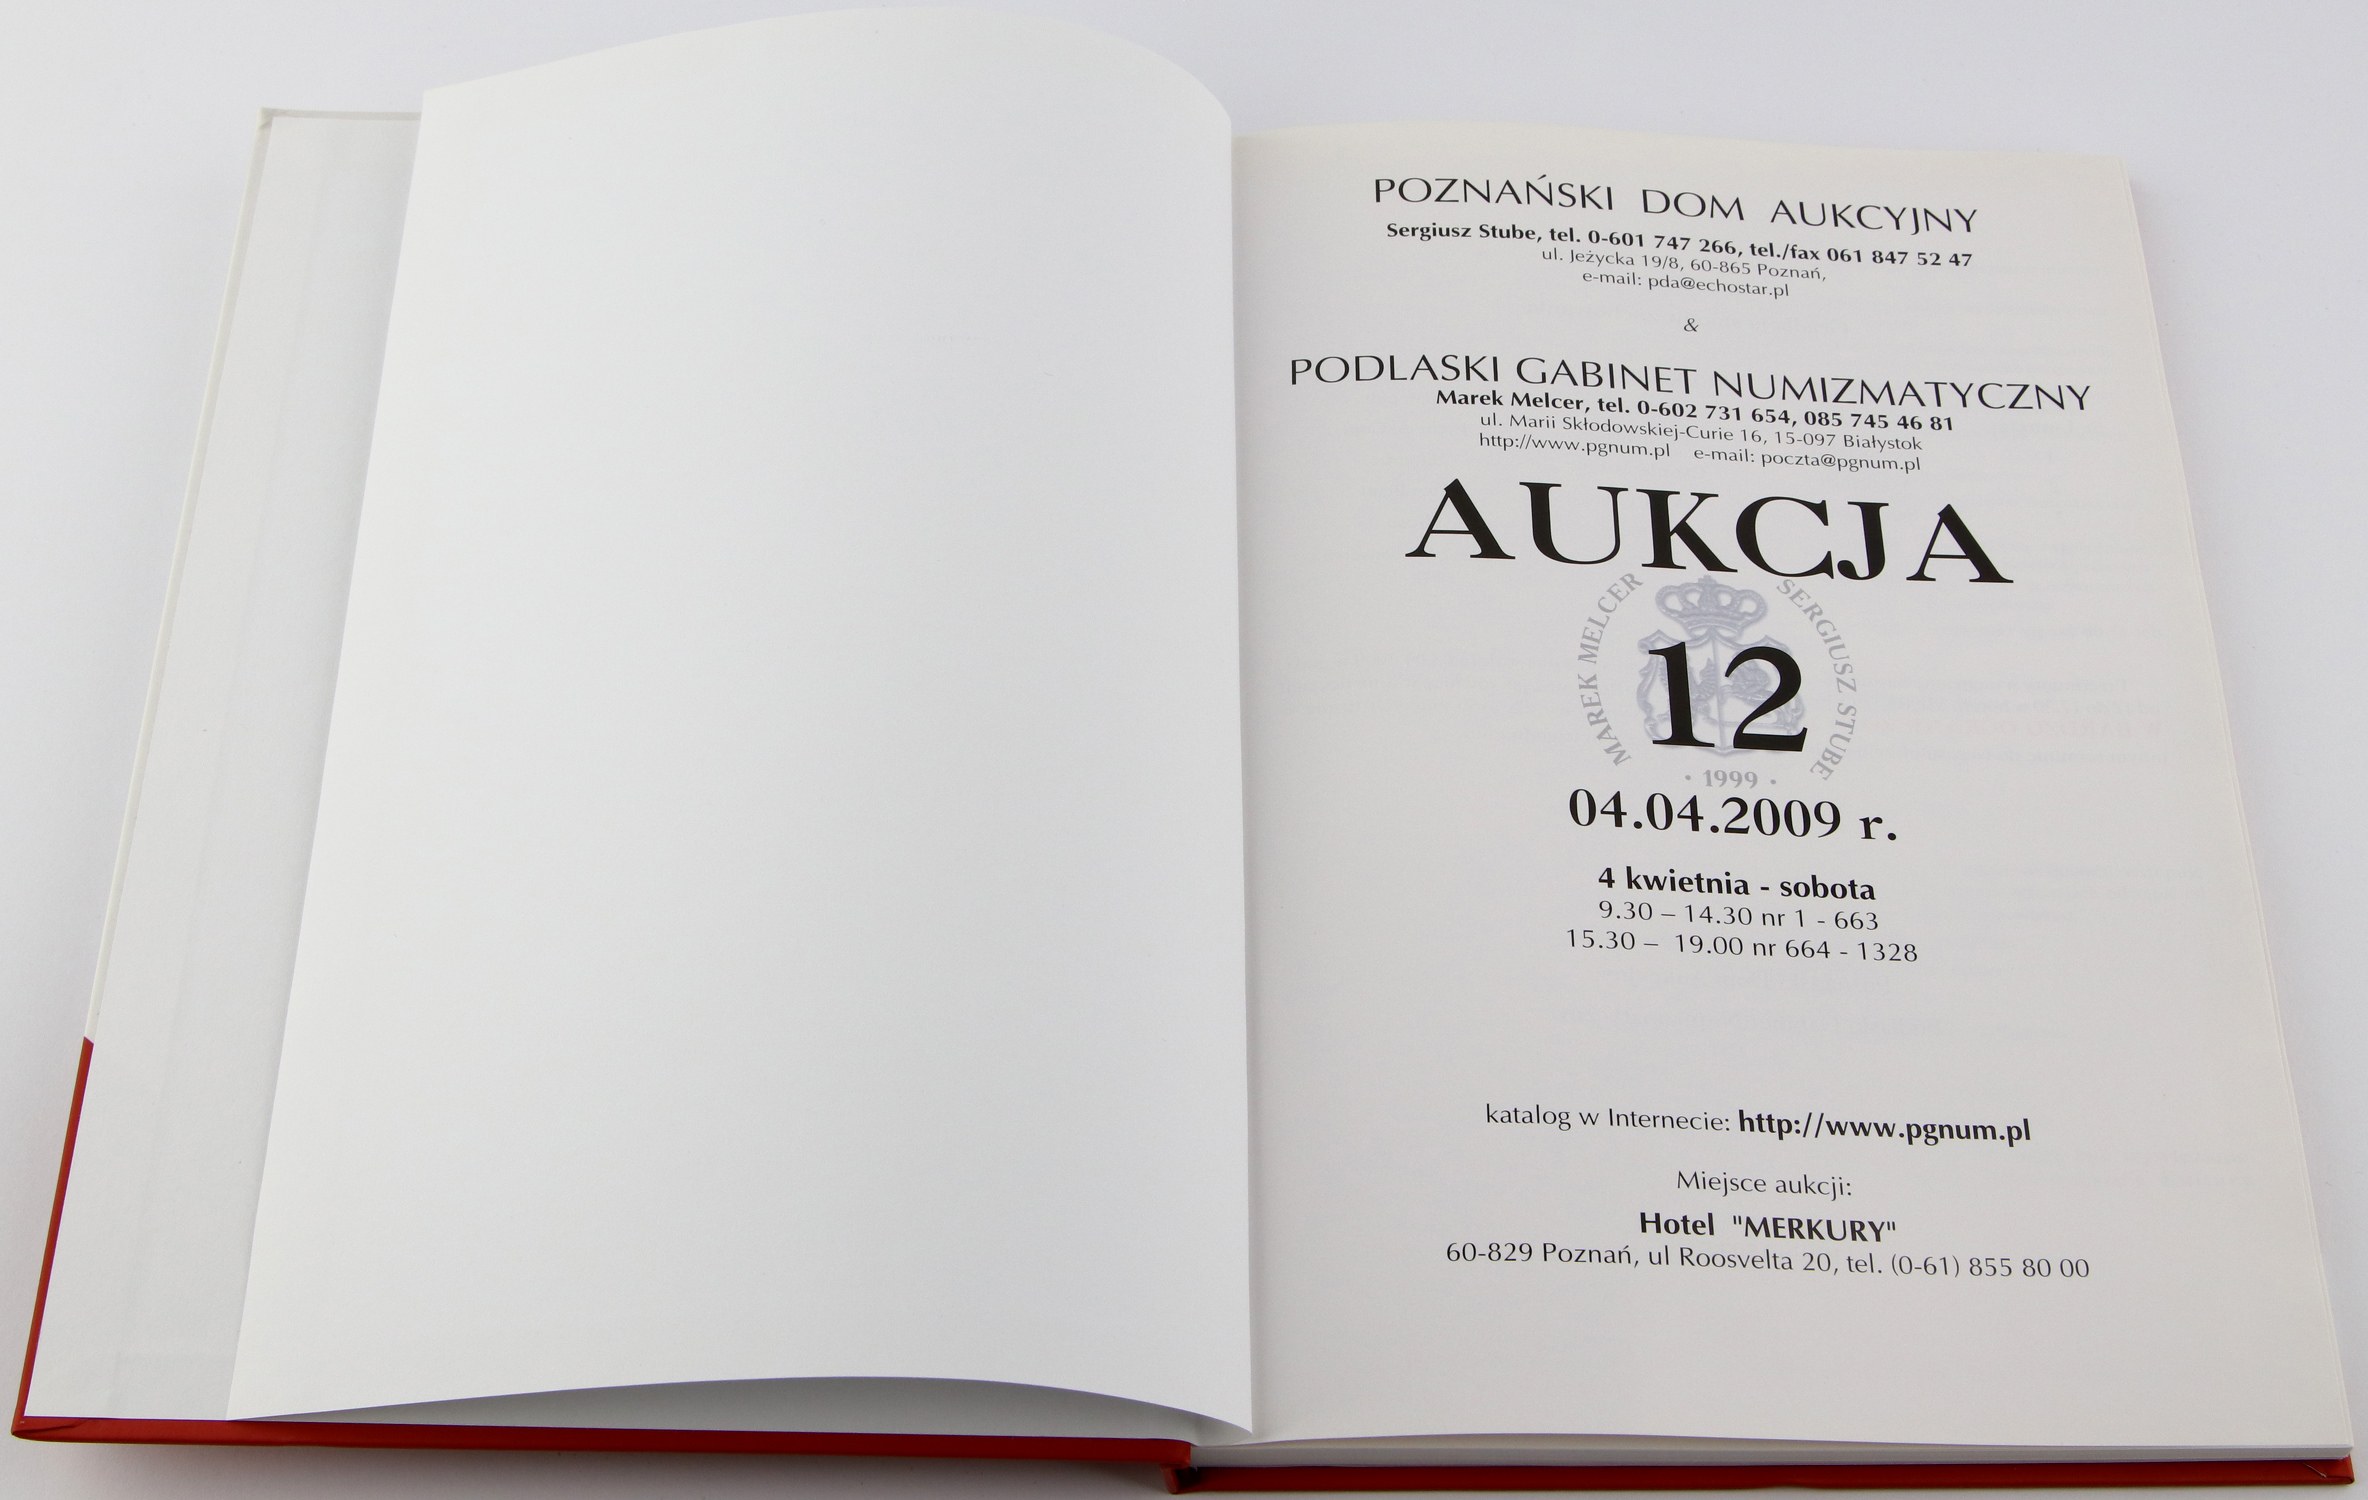 POZNAŃSKI DOM AUKCYJNY
Sergiusz Stube, tel. 0-601 747 266, tel./fax 061 847 52 47
ul. Jeżycka 19/8, 60-865 Poznań,
e-mail: pda@echostar.pl
&
PODLASKI GABINET NUMIZMATYCZNY
Marek Melcer, tel. 0-602 731 654, 085 745 46 81
ul. Marii Skłodowskiej-Curie 16, 15-097 Białystok
http://www.pgnum.pl e-mail: poczta@pgnum.pl
AUKCJA
MAREK MELCER
SERGIUSZ STUBE
12
· 1999 ·
04.04.2009 r.
4 kwietnia - sobota
9.30 – 14.30 nr 1 - 663
15.30 – 19.00 nr 664 - 1328
katalog w Internecie: http://www.pgnum.pl
Miejsce aukcji:
Hotel "MERKURY"
60-829 Poznań, ul Roosvelta 20, tel. (0-61) 855 80 00